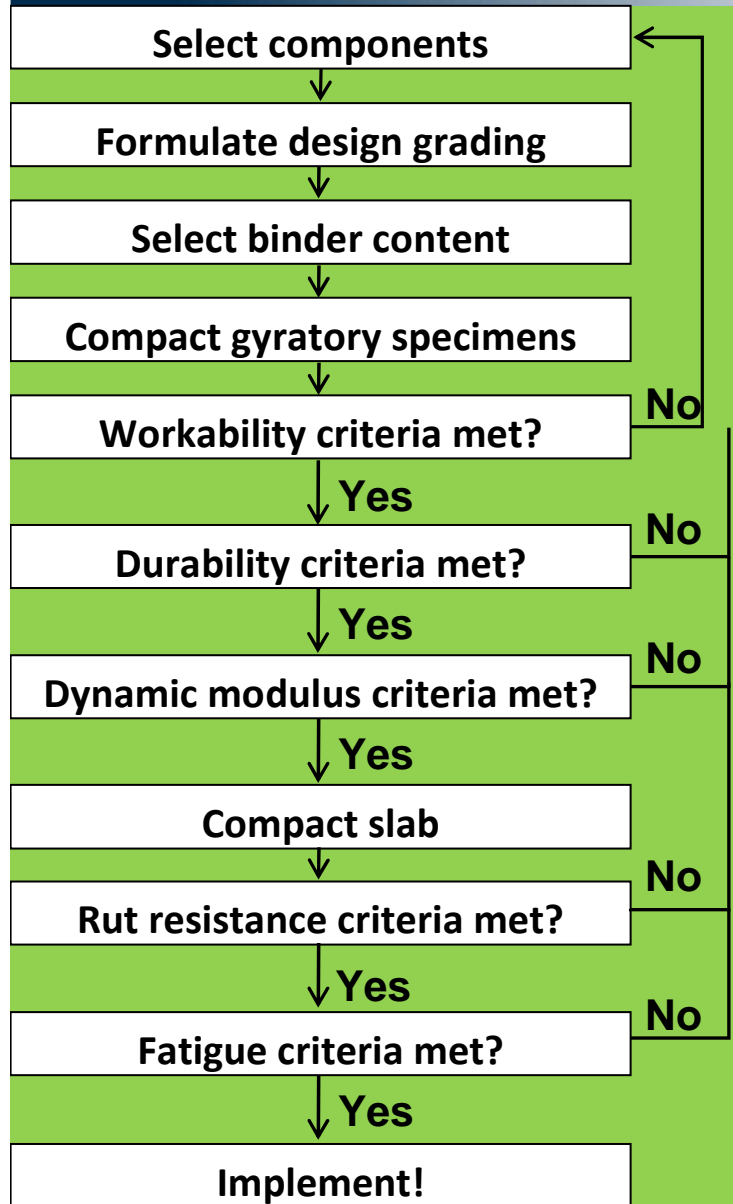 Select components
Formulate design grading
Select binder content
Compact gyratory specimens
No
Workability criteria met?
Yes
No
Durability criteria met?
Yes
No
Dynamic modulus criteria met?
Yes
Compact slab
No
Rut resistance criteria met?
Yes
No
Fatigue criteria met?
Yes
Implement!